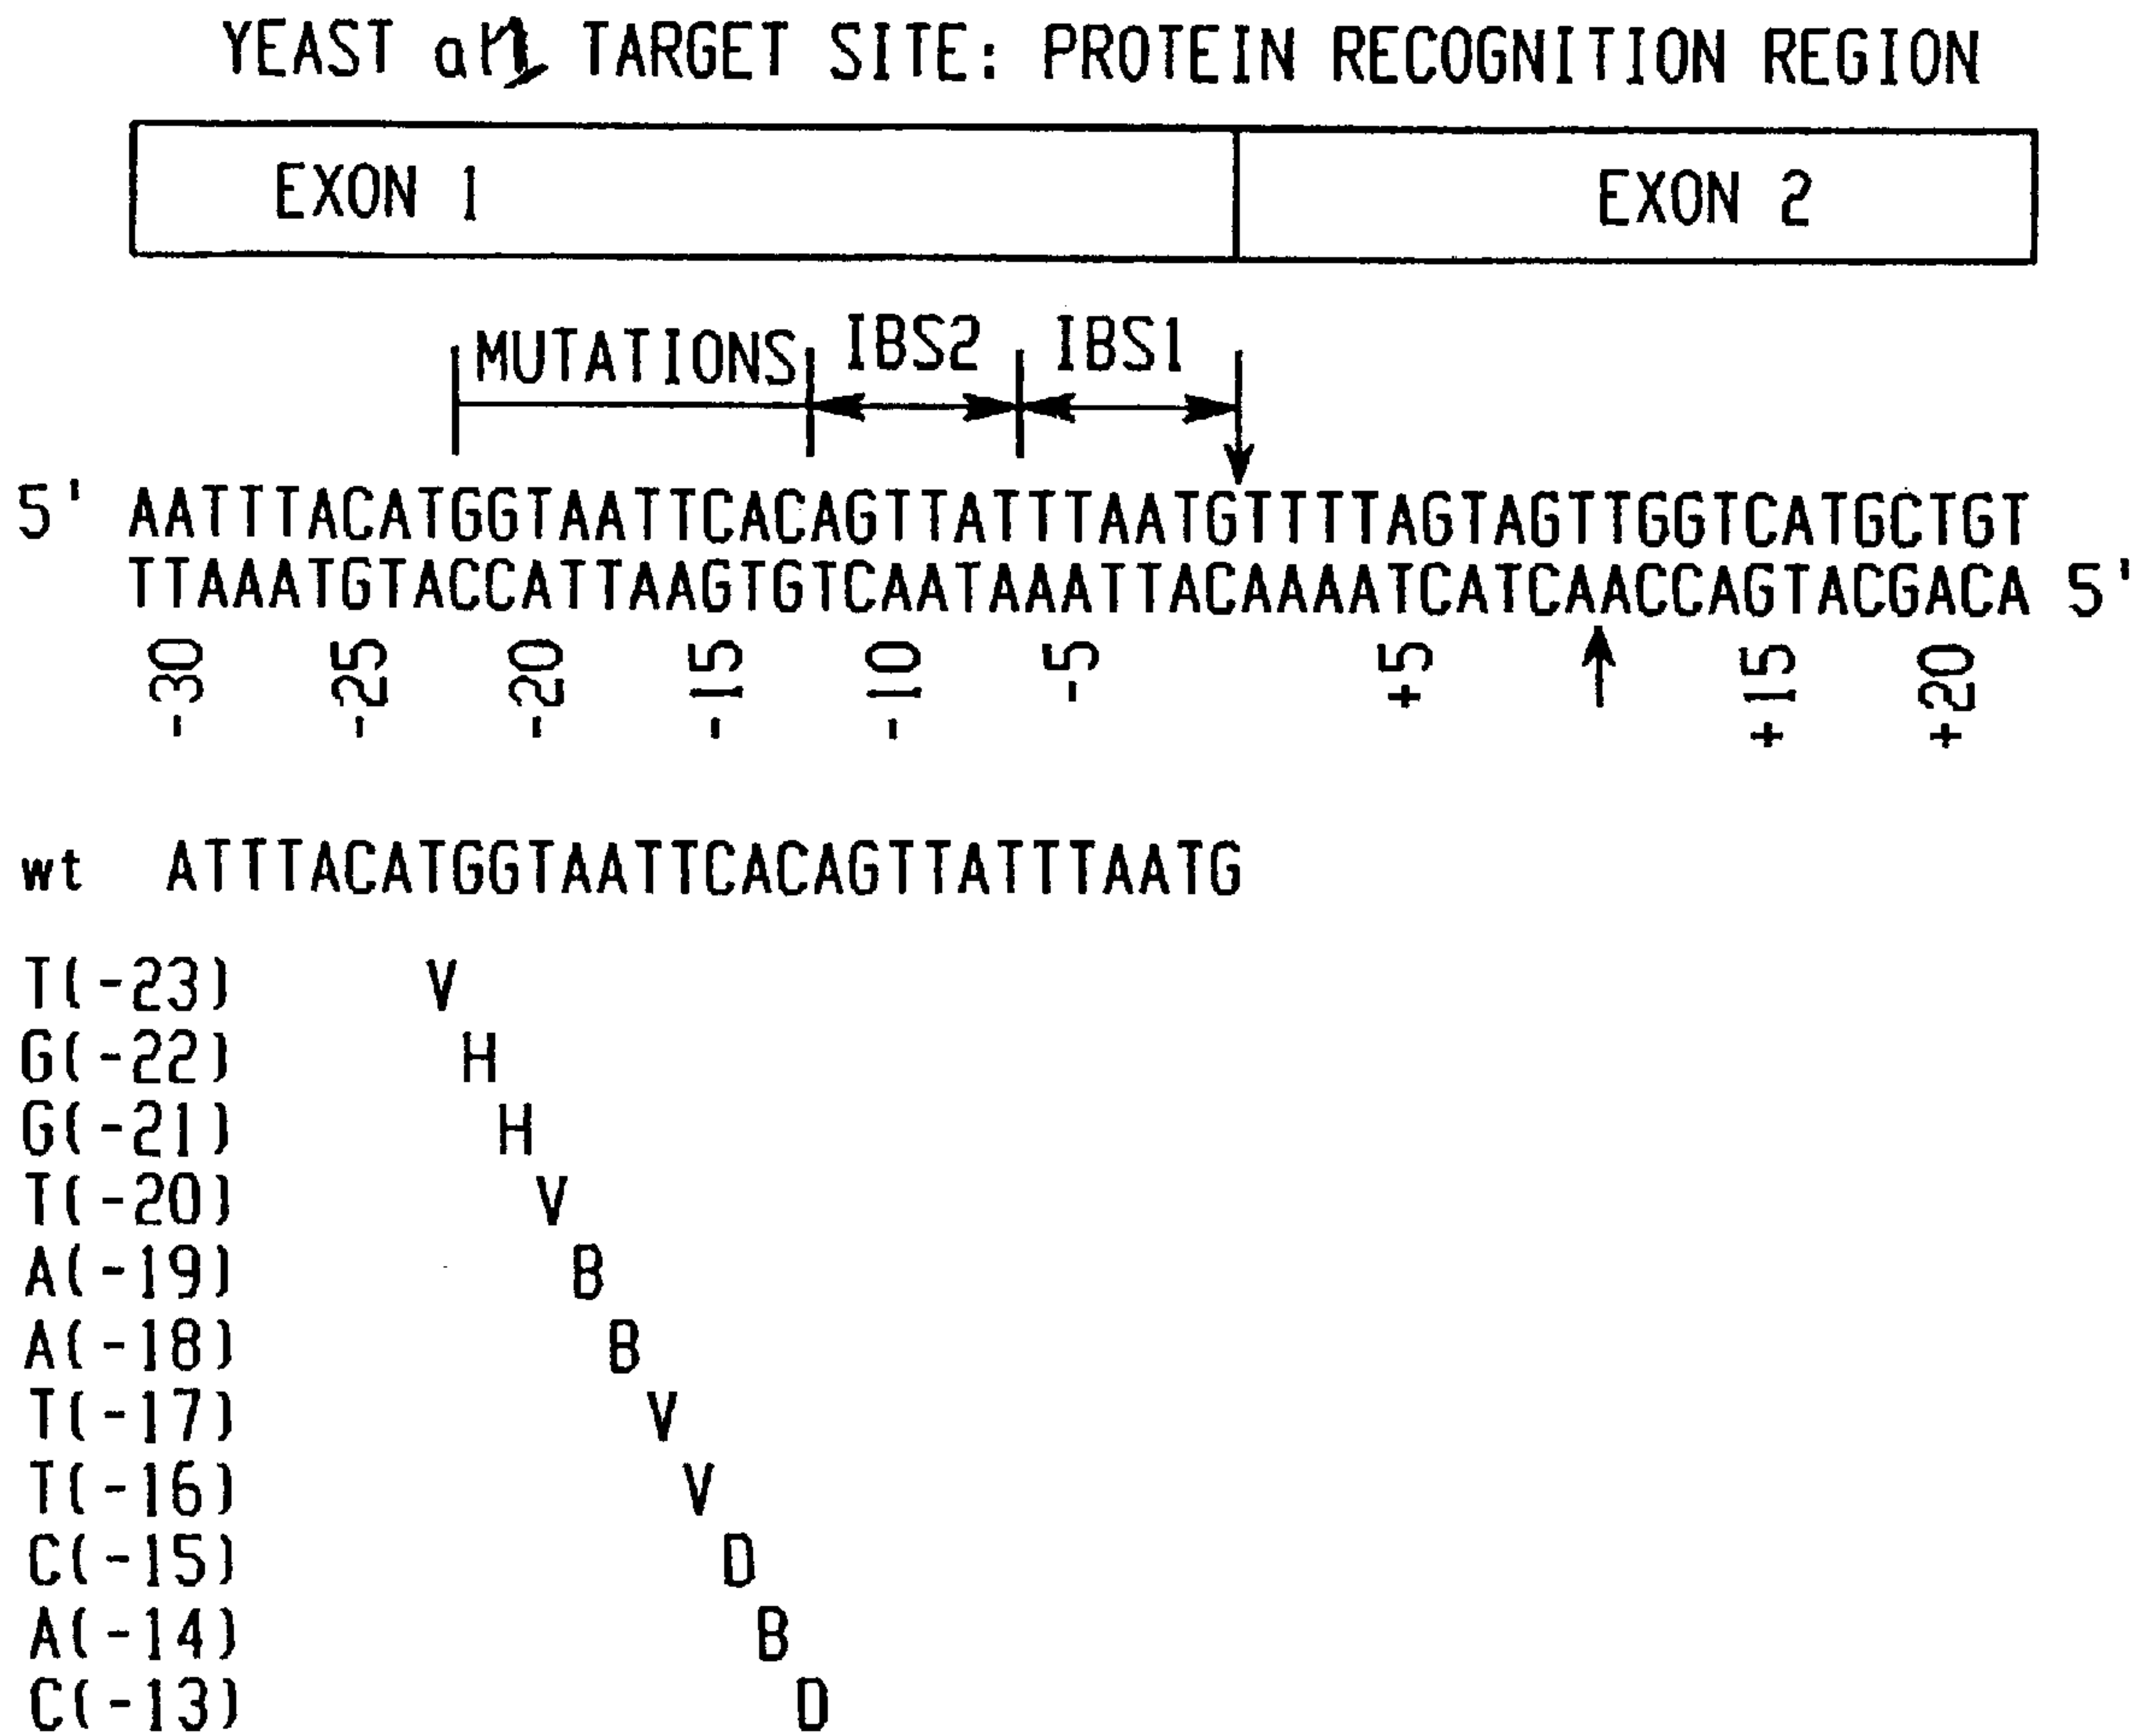 YEAST aI2 TARGET SITE: PROTEIN RECOGNITION REGION
EXON 1 EXON 2
MUTATIONS IBS2 IBS1
5' AATTTACATGGTAATTCACAGTTATTTAATGTTTTAGTAGTTGGTCATGCTGT
TTAAATGTACCATTAAGTGTCAATAAATTACAAAATCATCAACCAGTACGACA 5'
-30 -25 -20 -15 -10 -5 +5 +15 +20
wt ATTTACATGGTAATTCACAGTTATTTAATG
T(-23) V
G(-22) H
G(-21) H
T(-20) V
A(-19) B
A(-18) B
T(-17) V
T(-16) V
C(-15) D
A(-14) B
C(-13) D